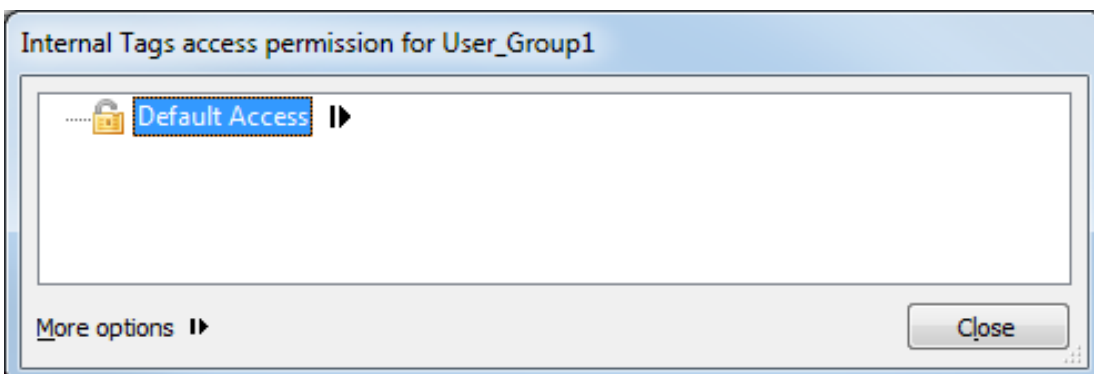 Internal Tags access permission for User_Group1
Default Access
More options
Close